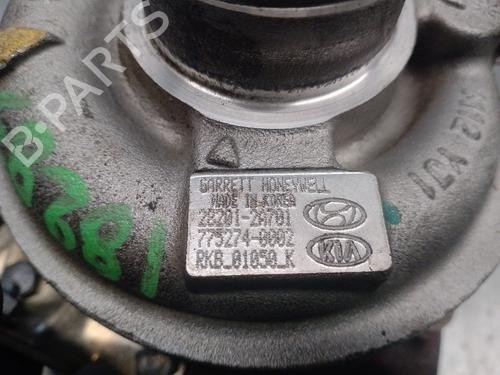 B-PARTS
GARRETT HONEYWELL
MADE IN KOREA
28201-2A701
775274-0002
RKB_01050_K
KIA